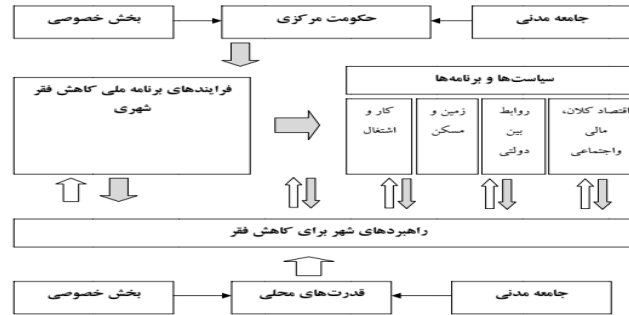 جامعه مدنی
حکومت مرکزی
بخش خصوصی
سیاست‌ها و برنامه‌ها
فرایندهای برنامه ملی کاهش فقر
شهری
اقتصاد کلان،
مالی
واجتماعی
روابط
بین
دولتی
زمین و
مسکن
کار و
اشتغال
راهبردهای شهر برای کاهش فقر
جامعه مدنی
قدرت‌های محلی
بخش خصوصی